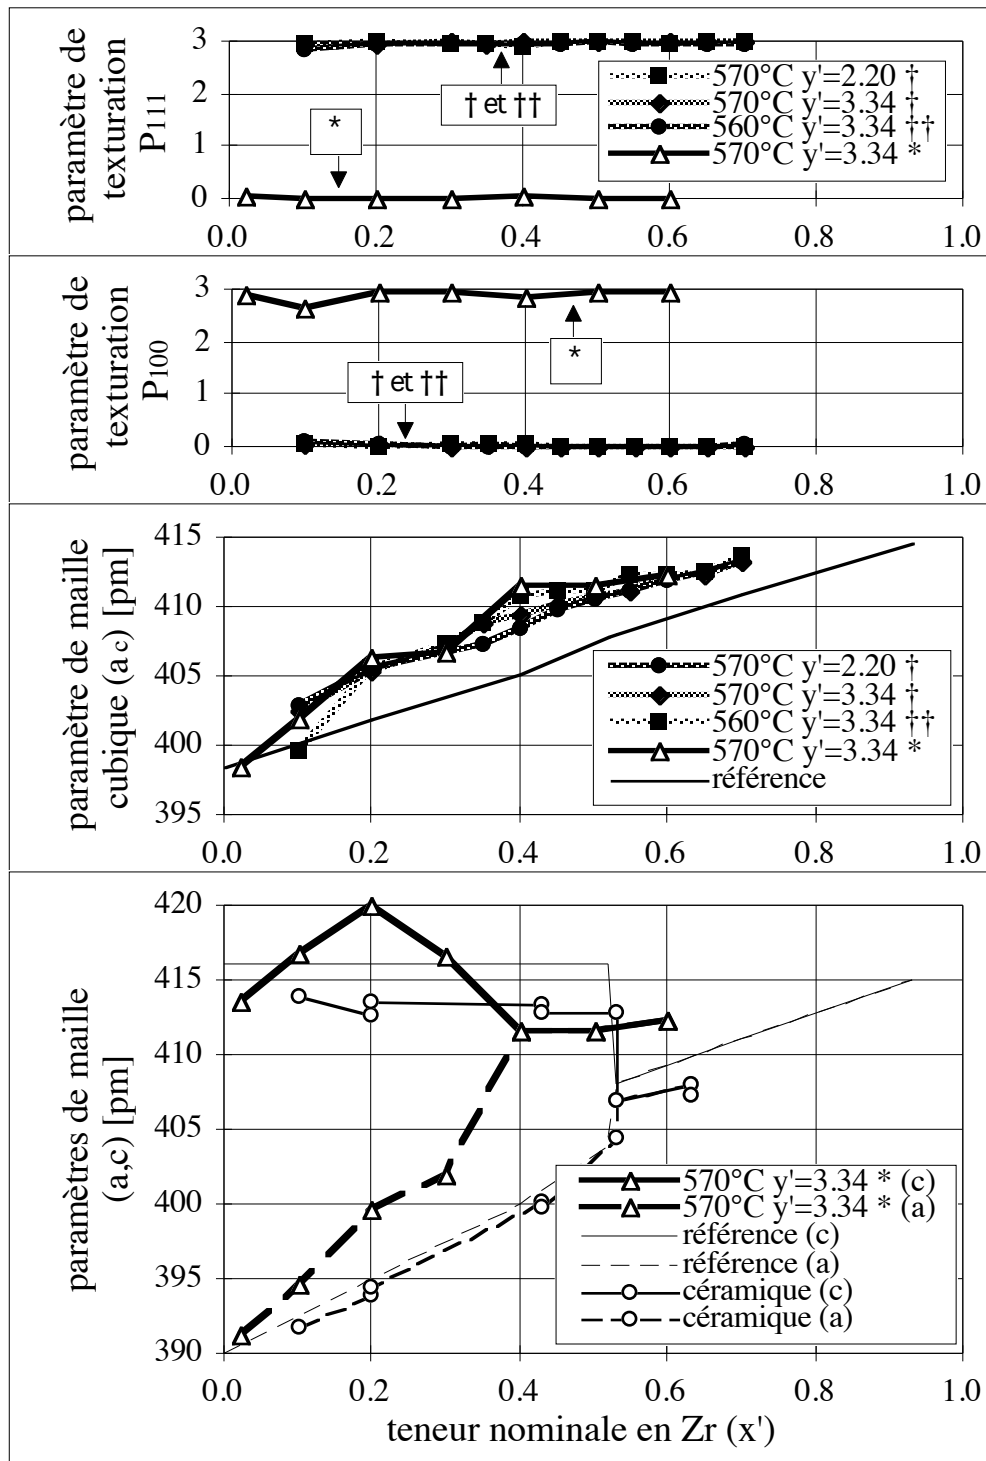 paramètre de
texturation
P111
3
2
1
0
* 
† et ††
570°C y'=2.20 †
570°C y'=3.34 †
560°C y'=3.34 ††
570°C y'=3.34 *
0.0 0.2 0.4 0.6 0.8 1.0
paramètre de
texturation
P100
3
2
1
0
† et ††
*
0.0 0.2 0.4 0.6 0.8 1.0
paramètre de maille
cubique (ac) [pm]
415
410
405
400
395
570°C y'=2.20 †
570°C y'=3.34 †
560°C y'=3.34 ††
570°C y'=3.34 *
référence
0.0 0.2 0.4 0.6 0.8 1.0
paramètres de maille
(a,c) [pm]
420
415
410
405
400
395
390
570°C y'=3.34 * (c)
570°C y'=3.34 * (a)
référence (c)
référence (a)
céramique (c)
céramique (a)
0.0 0.2 0.4 0.6 0.8 1.0
teneur nominale en Zr (x')